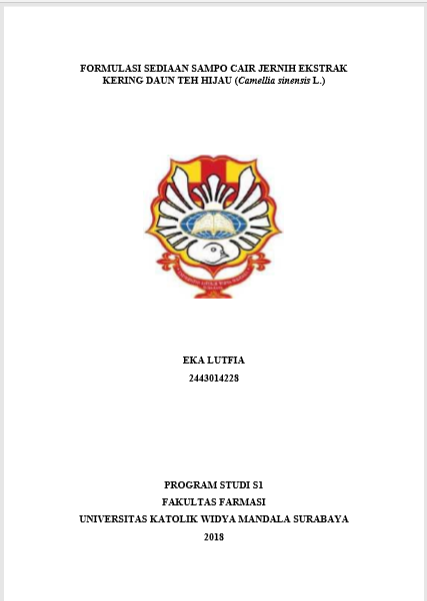 FORMULASI SEDIAAN SAMPO CAIR JERNIH EKSTRAK
KERING DAUN TEH HIJAU (Camellia sinensis L.)
EKA LUTFIA
2443014228
PROGRAM STUDI S1
FAKULTAS FARMASI
UNIVERSITAS KATOLIK WIDYA MANDALA SURABAYA
2018